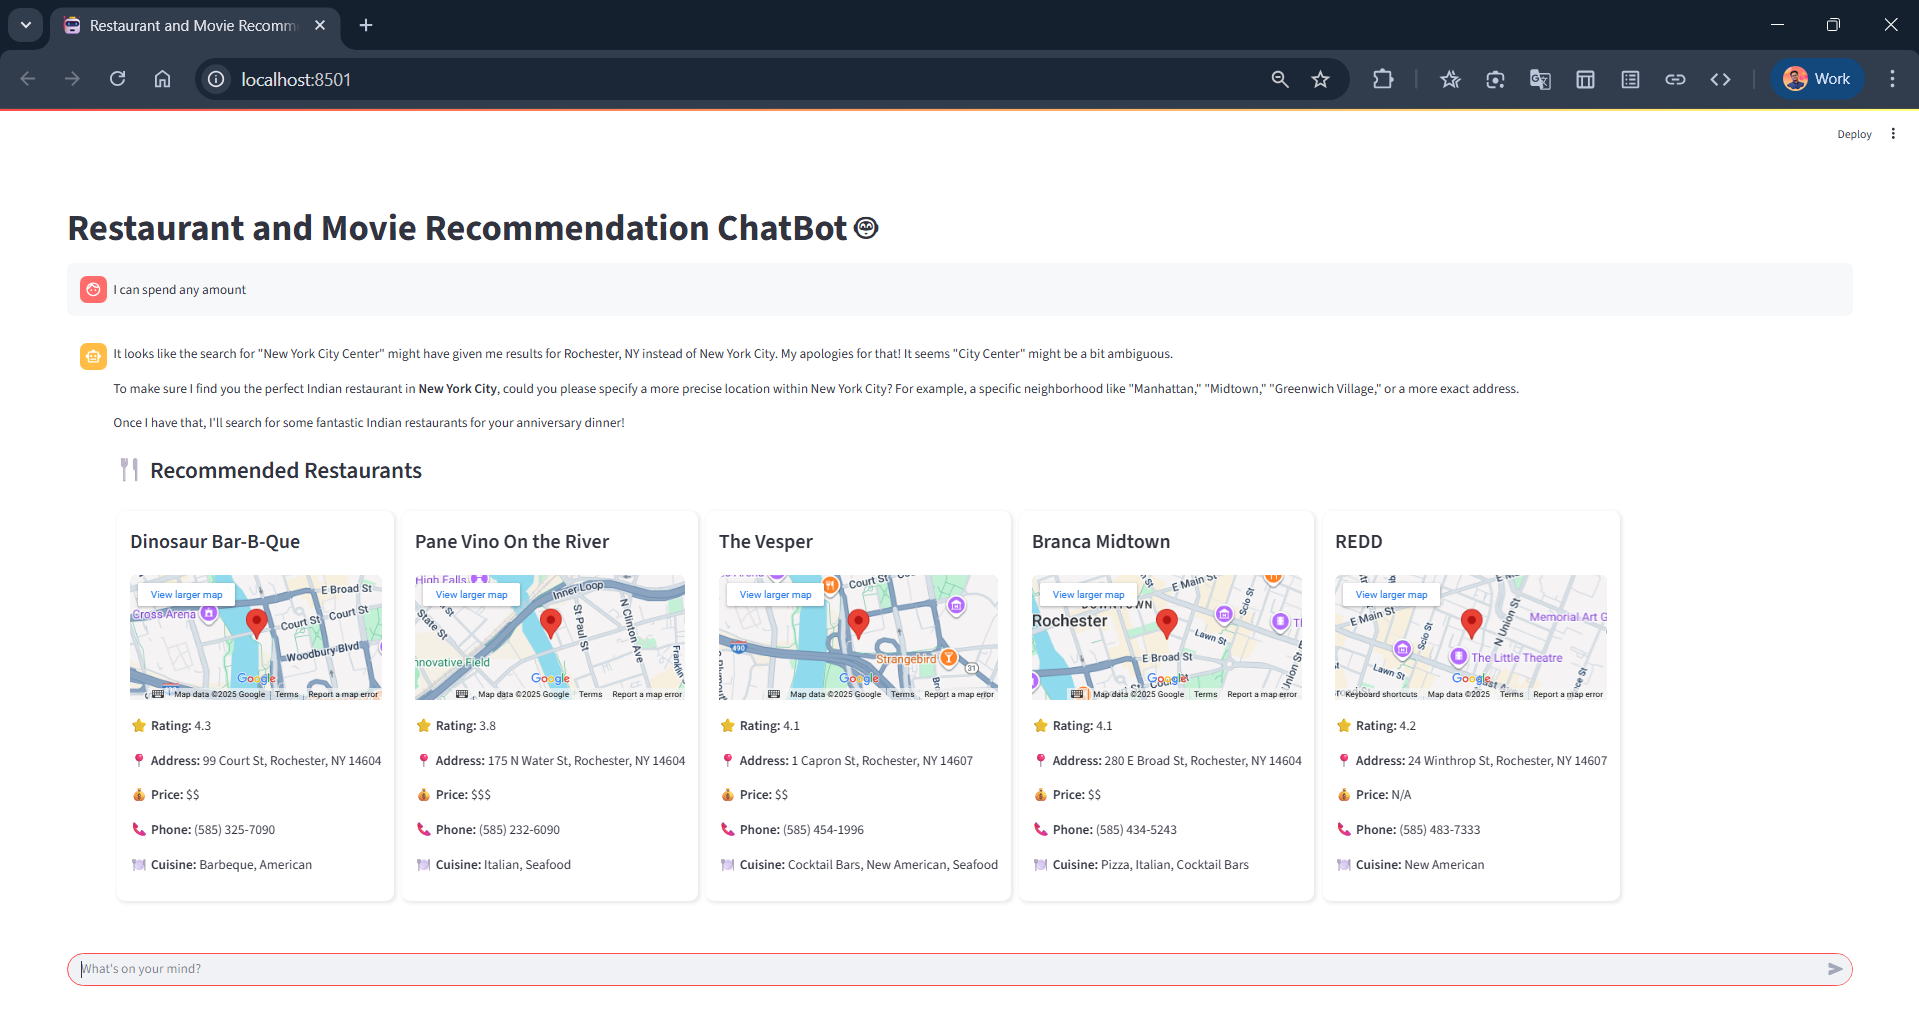 Restaurant and Movie Recomm
localhost:8501
Work
Deploy
Restaurant and Movie Recommendation ChatBot
I can spend any amount
It looks like the search for "New York City Center" might have given me results for Rochester, NY instead of New York City. My apologies for that! It seems "City Center" might be a bit ambiguous.
To make sure I find you the perfect Indian restaurant in New York City, could you please specify a more precise location within New York City? For example, a specific neighborhood like "Manhattan," "Midtown," "Greenwich Village," or a more exact address.
Once I have that, I'll search for some fantastic Indian restaurants for your anniversary dinner!
Recommended Restaurants
Dinosaur Bar-B-Que
View larger map
E Broad St
Cross Arena
Court St
Court St
Woodbury Blvd
Google
Map data ©2025 Google
Terms
Report a map error
Rating: 4.3
Address: 99 Court St, Rochester, NY 14604
Price: $$
Phone: (585) 325-7090
Cuisine: Barbeque, American
Pane Vino On the River
High Falls
View larger map
Inner Loop
State St
St Paul St
N Clinton Ave
Franklin
nnovative Field
Google
Map data ©2025 Google
Terms
Report a map error
Rating: 3.8
Address: 175 N Water St, Rochester, NY 14604
Price: $$$
Phone: (585) 232-6090
Cuisine: Italian, Seafood
The Vesper
View larger map
Court St
490
Strangebird
31
Google
Map data ©2025 Google
Terms
Report a map error
Rating: 4.1
Address: 1 Capron St, Rochester, NY 14607
Price: $$
Phone: (585) 454-1996
Cuisine: Cocktail Bars, New American, Seafood
Branca Midtown
View larger map
E Main St
DOWNTOWN
Rochester
Scio St
Lawn St
E Broad St
Union St
Google
Map data ©2025 Google
Terms
Report a map error
Rating: 4.1
Address: 280 E Broad St, Rochester, NY 14604
Price: $$
Phone: (585) 434-5243
Cuisine: Pizza, Italian, Cocktail Bars
REDD
View larger map
E Main St
N Union St
Memorial Art G
Scio St
The Little Theatre
Lawn St
Google
Keyboard shortcuts
Map data ©2025
Terms
Report a map error
Rating: 4.2
Address: 24 Winthrop St, Rochester, NY 14607
Price: N/A
Phone: (585) 483-7333
Cuisine: New American
What's on your mind?